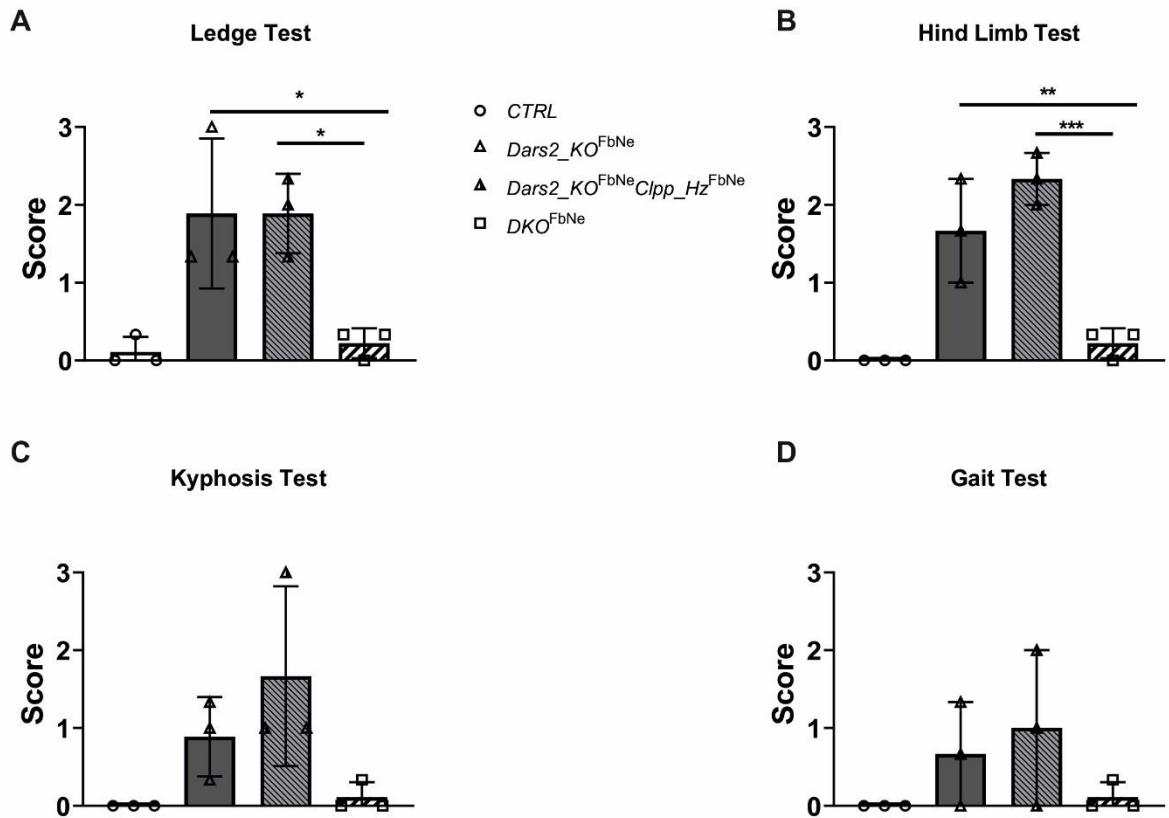 A
Ledge Test
*
*
Score
3
2
1
0
CTRL
Dars2_KO^FbNe
Dars2_KO^FbNe Clpp_Hz^FbNe
DKO^FbNe
B
Hind Limb Test
**
***
Score
3
2
1
0
C
Kyphosis Test
Score
3
2
1
0
D
Gait Test
Score
3
2
1
0